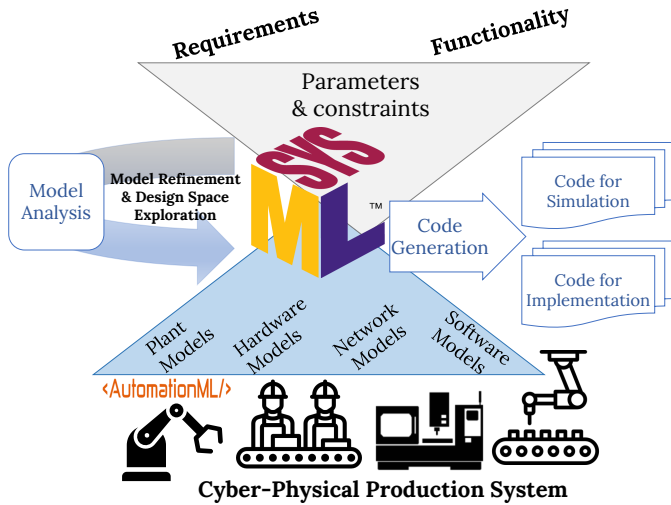 Requirements
Functionality
Parameters
& constraints
SYS
ML
™
Model
Analysis
Model Refinement
& Design Space
Exploration
Code
Generation
Code for
Simulation
Code for
Implementation
Plant
Models
Hardware
Models
Network
Models
Software
Models
<AutomationML/>
Cyber-Physical Production System